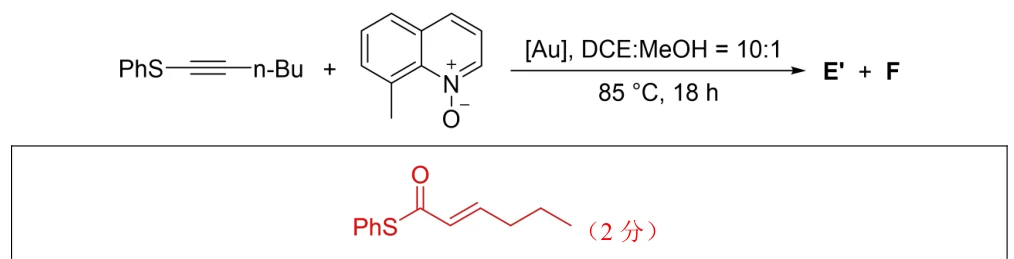 PhS n-Bu + N + O − [Au], DCE:MeOH = 10:1 E' + F
85 °C, 18 h
O
PhS （2 分）